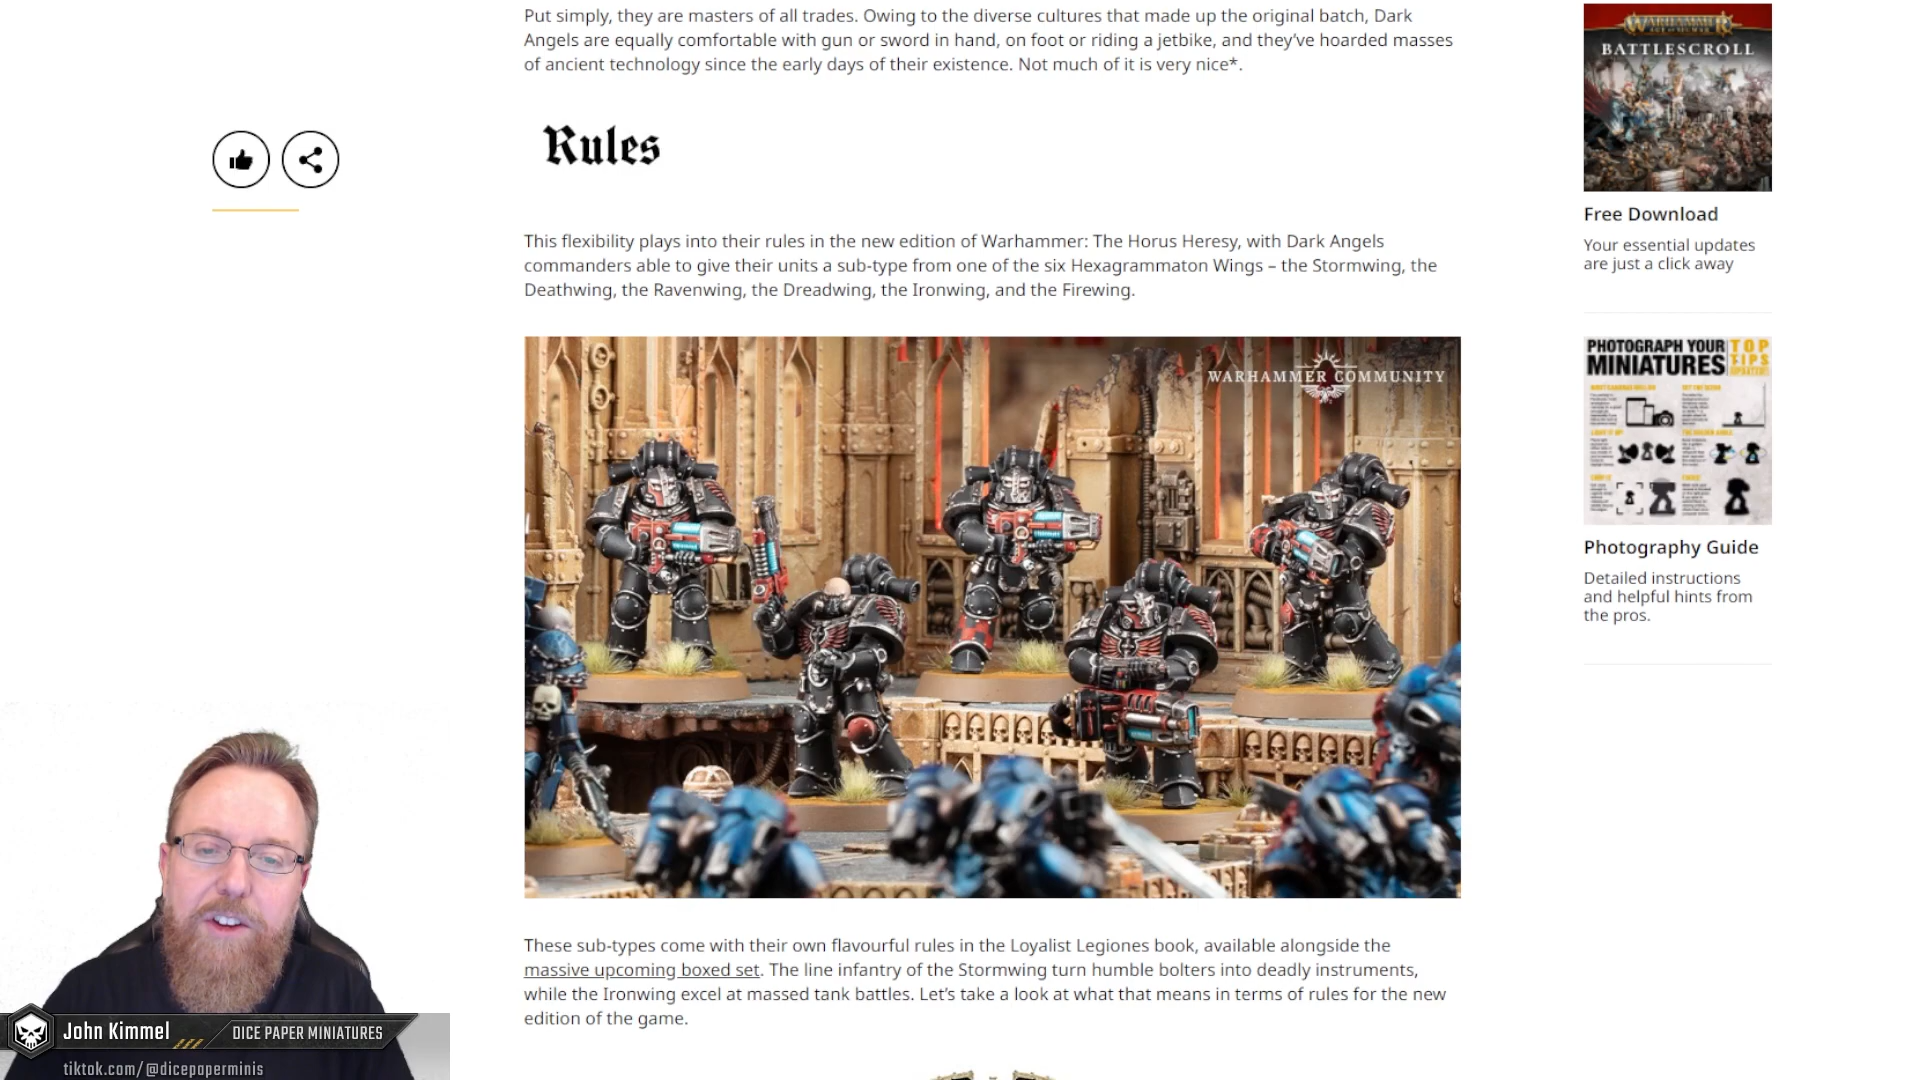 Put simply, they are masters of all trades. Owing to the diverse cultures that made up the original batch, Dark
Angels are equally comfortable with gun or sword in hand, on foot or riding a jetbike, and they’ve hoarded masses
of ancient technology since the early days of their existence. Not much of it is very nice*.
Rules
This flexibility plays into their rules in the new edition of Warhammer: The Horus Heresy, with Dark Angels
commanders able to give their units a sub-type from one of the six Hexagrammaton Wings – the Stormwing, the
Deathwing, the Ravenwing, the Dreadwing, the Ironwing, and the Firewing.
WARHAMMER COMMUNITY
These sub-types come with their own flavourful rules in the Loyalist Legiones book, available alongside the
massive upcoming boxed set. The line infantry of the Stormwing turn humble bolters into deadly instruments,
while the Ironwing excel at massed tank battles. Let’s take a look at what that means in terms of rules for the new
edition of the game.
WARHAMMER
AGE OF SIGMAR
BATTLESCROLL
Free Download
Your essential updates
are just a click away
PHOTOGRAPH YOUR
MINIATURES
TOP
TIPS
Photography Guide
Detailed instructions
and helpful hints from
the pros.
John Kimmel
DICE PAPER MINIATURES
tiktok.com/@dicepaperminis